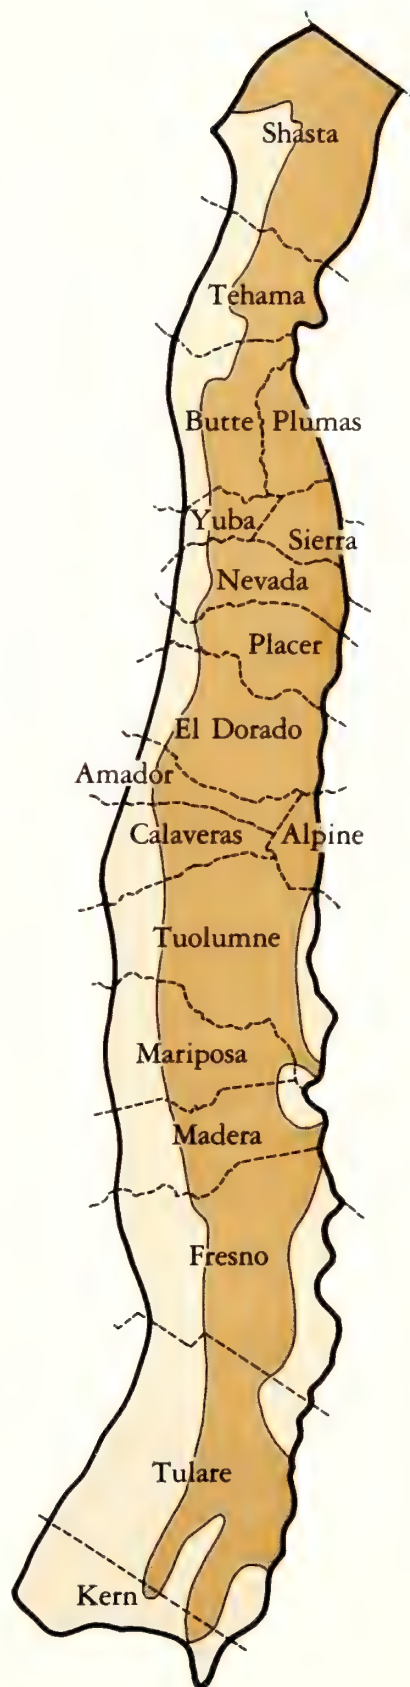 Shasta
Tehama
Butte
Plumas
Yuba
Sierra
Nevada
Placer
El Dorado
Amador
Calaveras
Alpine
Tuolumne
Mariposa
Madera
Fresno
Tulare
Kern